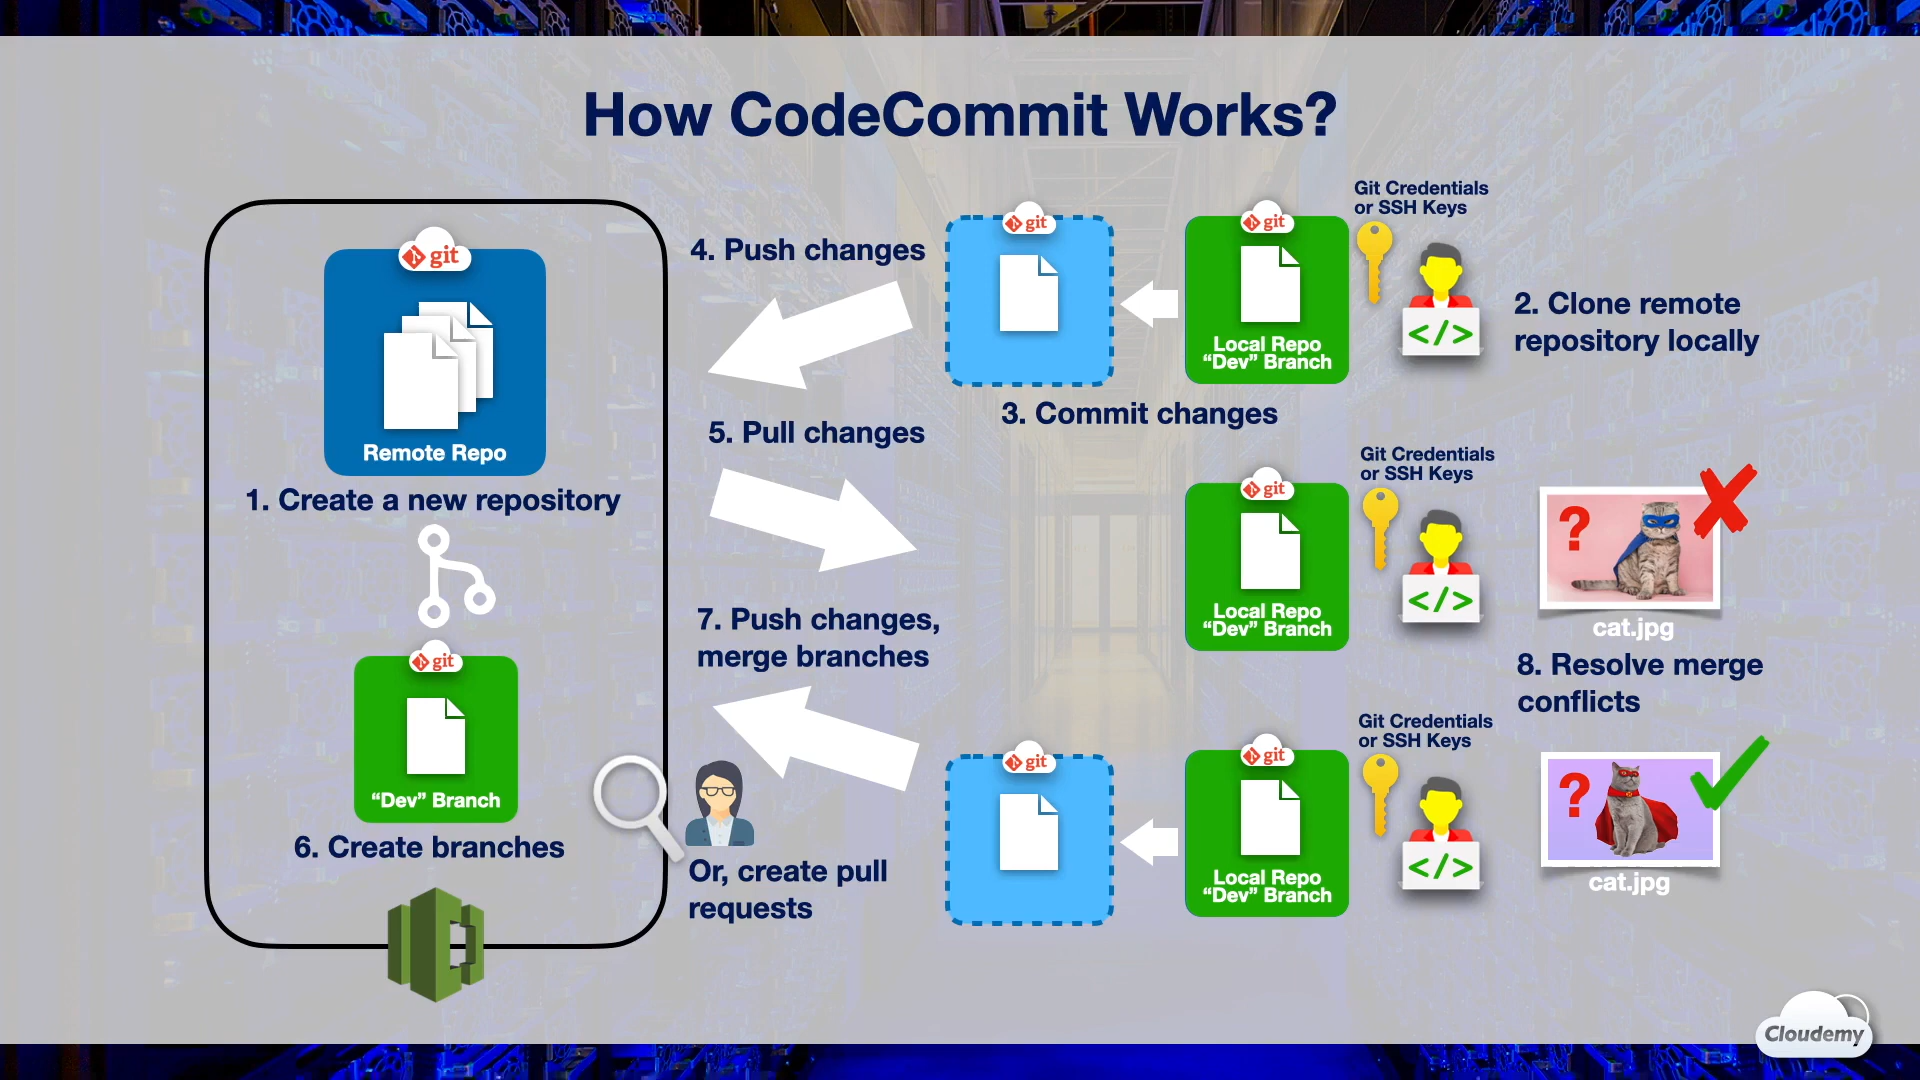 How CodeCommit Works?
git
Remote Repo
1. Create a new repository
git
"Dev" Branch
6. Create branches
4. Push changes
5. Pull changes
7. Push changes,
merge branches
Or, create pull
requests
git
git
Local Repo
"Dev" Branch
Git Credentials
or SSH Keys
</>
2. Clone remote
repository locally
3. Commit changes
git
Local Repo
"Dev" Branch
Git Credentials
or SSH Keys
</>
?
cat.jpg
8. Resolve merge
conflicts
git
git
Local Repo
"Dev" Branch
Git Credentials
or SSH Keys
</>
?
cat.jpg
Cloudemy